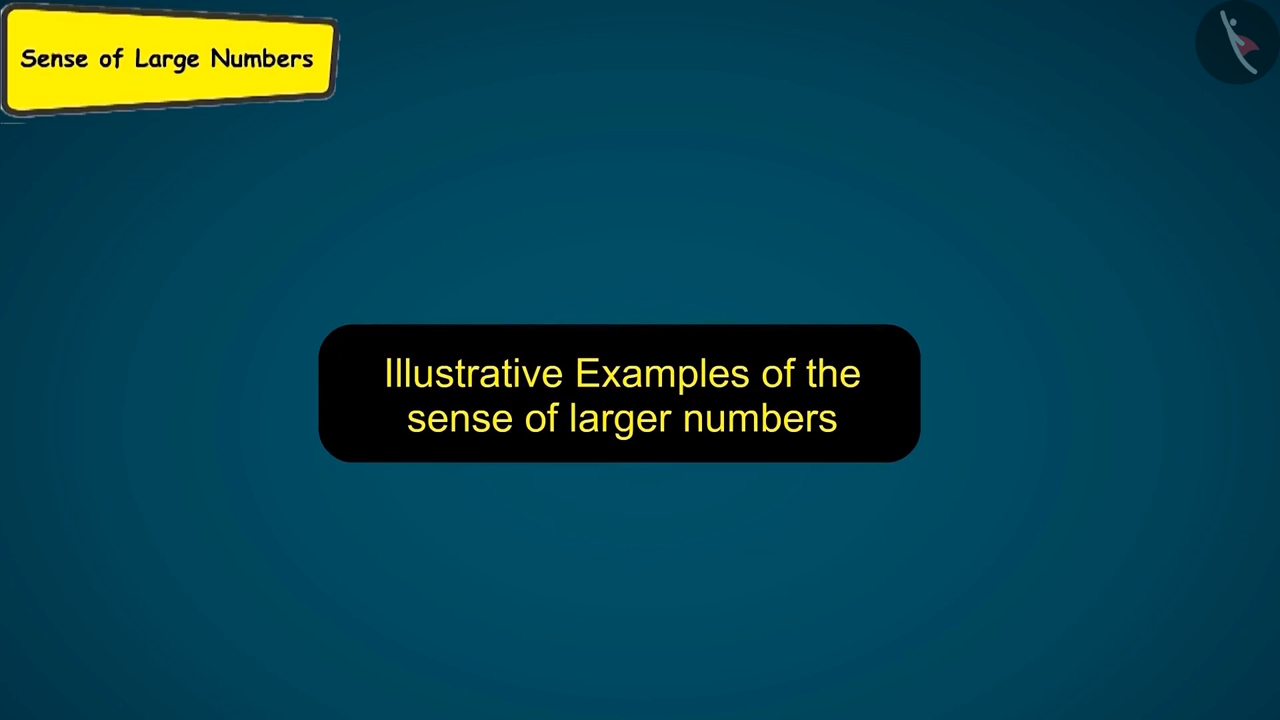 Sense of Large Numbers
Illustrative Examples of the
sense of larger numbers